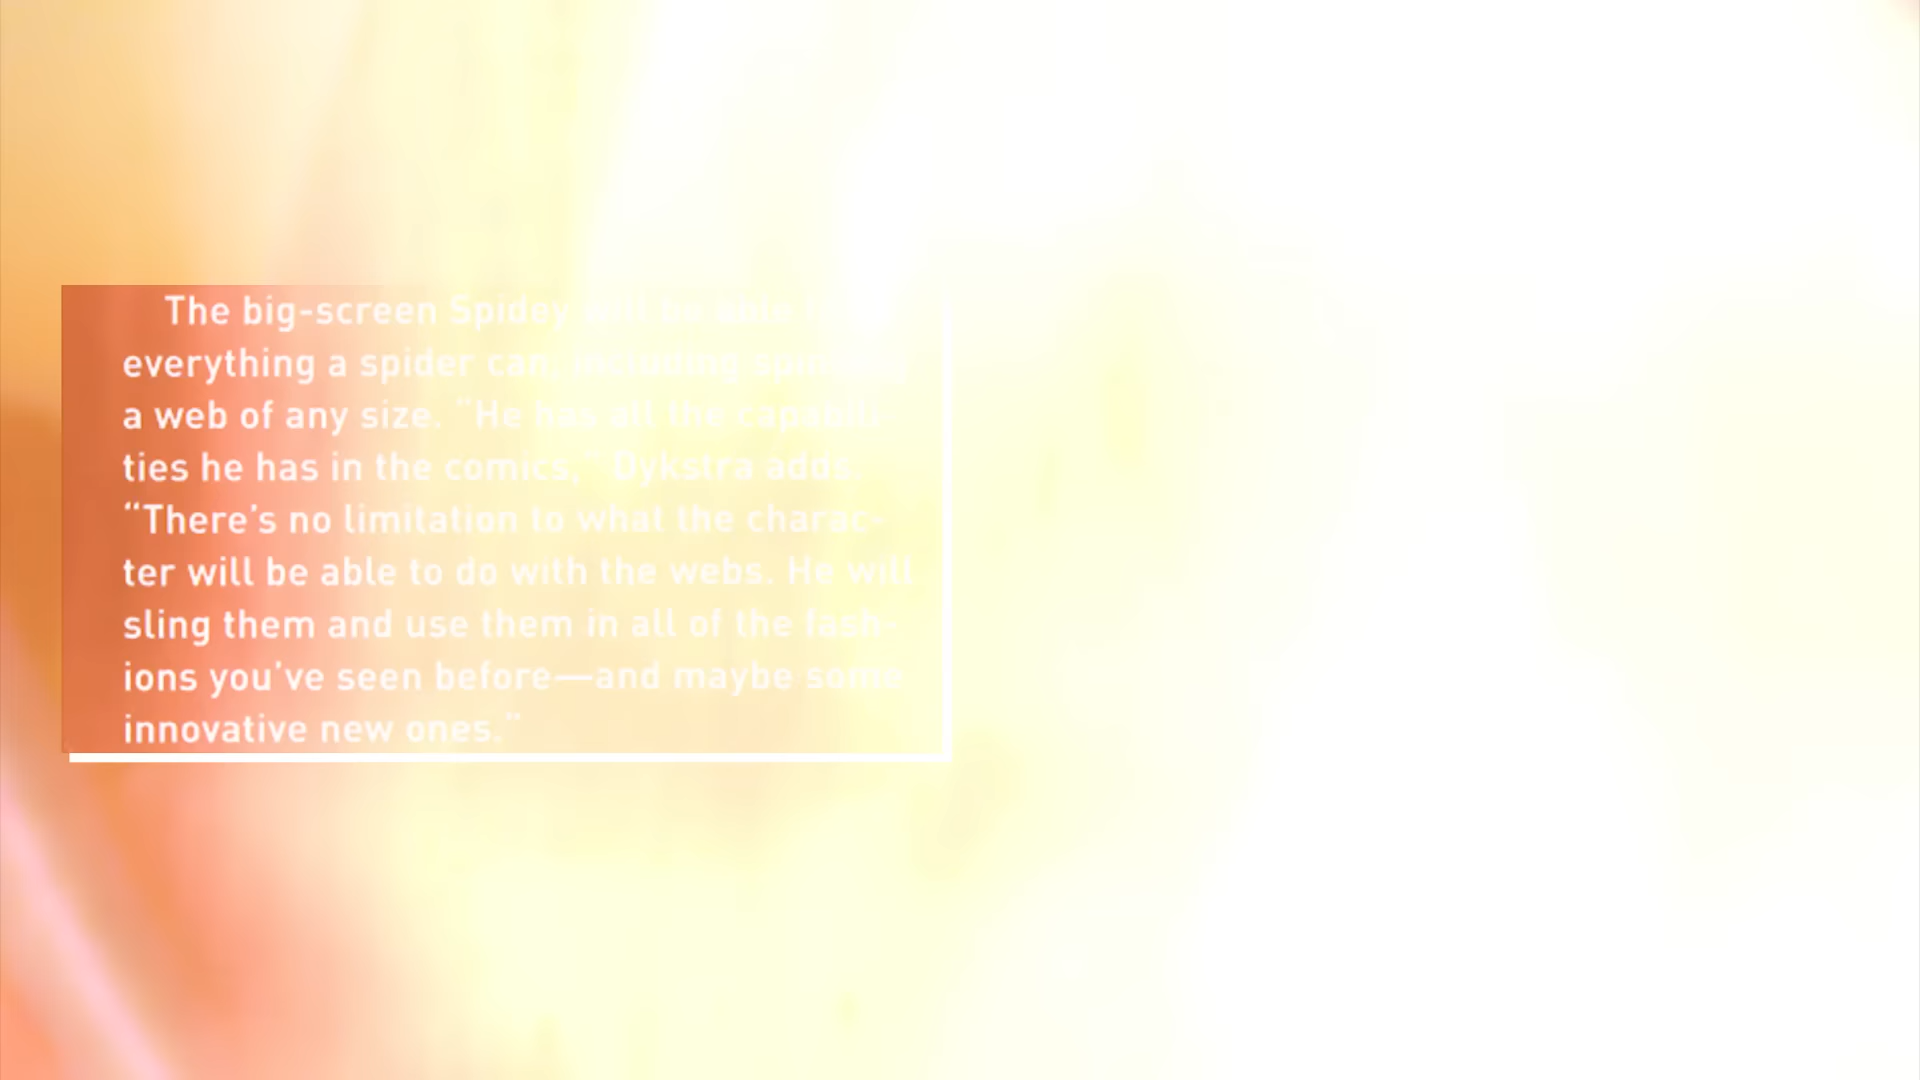 The big-screen Spidey will be able
everything a spider can, including spin
a web of any size. "He has all the capabili
ties he has in the comics," Dykstra adds.
“There’s no limitation to what the charac-
ter will be able to do with the webs. He will
sling them and use them in all of the fash-
ions you’ve seen before—and maybe some
innovative new ones.”